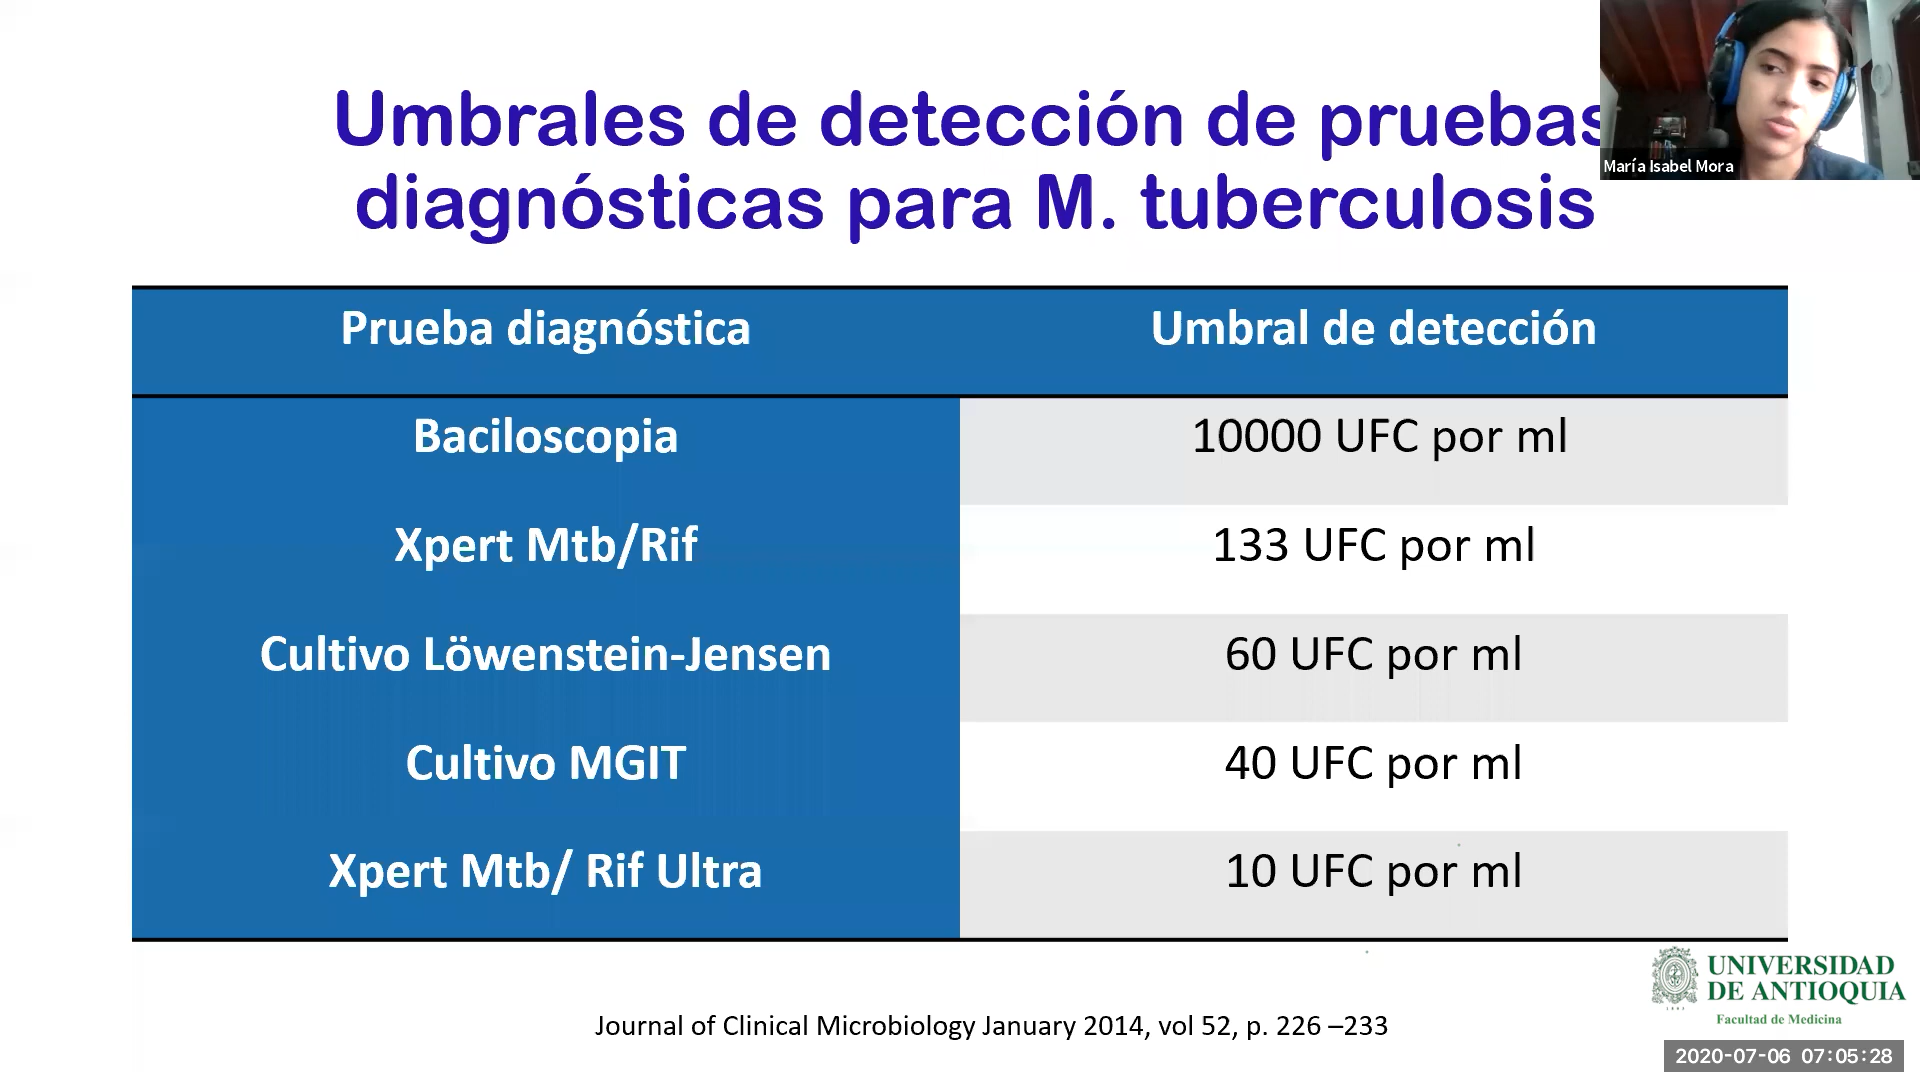 Umbrales de detección de pruebas
diagnósticas para M. tuberculosis
María Isabel Mora
Prueba diagnóstica Umbral de detección
Baciloscopia 10000 UFC por ml
Xpert Mtb/Rif 133 UFC por ml
Cultivo Löwenstein-Jensen 60 UFC por ml
Cultivo MGIT 40 UFC por ml
Xpert Mtb/ Rif Ultra 10 UFC por ml
Journal of Clinical Microbiology January 2014, vol 52, p. 226 –233
UNIVERSIDAD
DE ANTIOQUIA
1803
Facultad de Medicina
2020-07-06 07:05:28